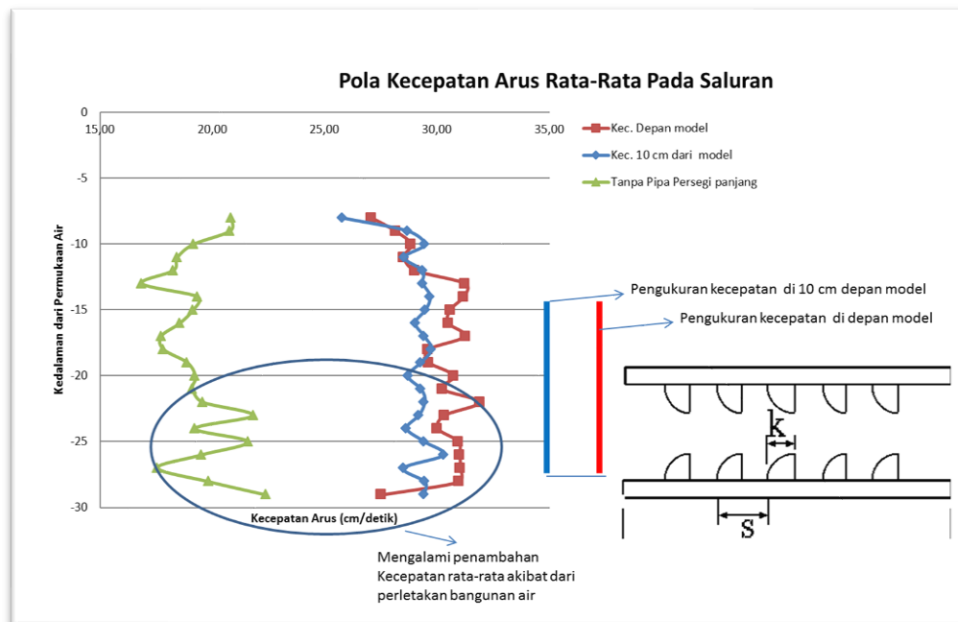 Pola Kecepatan Arus Rata-Rata Pada Saluran
0
15,00 20,00 25,00 30,00 35,00
Kec. Depan model
Kec. 10 cm dari model
Tanpa Pipa Persegi panjang
-5
-10
-15
-20
-25
-30
Kedalaman dari Permukaan Air
Kecepatan Arus (cm/detik)
Pengukuran kecepatan di 10 cm depan model
Pengukuran kecepatan di depan model
k
S
Mengalami penambahan
Kecepatan rata-rata akibat dari
perletakan bangunan air